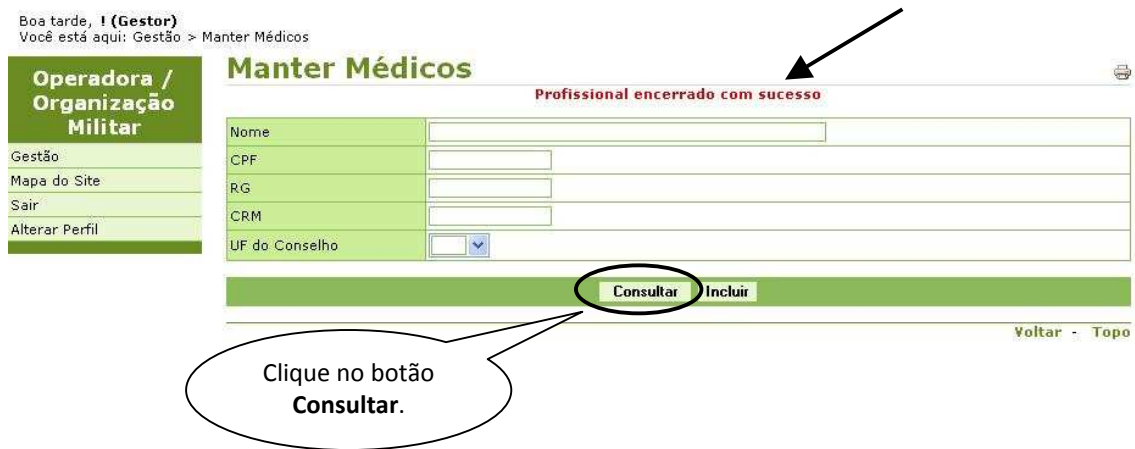 Boa tarde, ! (Gestor)
Você está aqui: Gestão > Manter Médicos
Operadora /
Organização
Militar
Gestão
Mapa do Site
Sair
Alterar Perfil
Manter Médicos
Profissional encerrado com sucesso
Nome
CPF
RG
CRM
UF do Conselho
Consultar Incluir
Voltar - Topo
Clique no botão
Consultar.